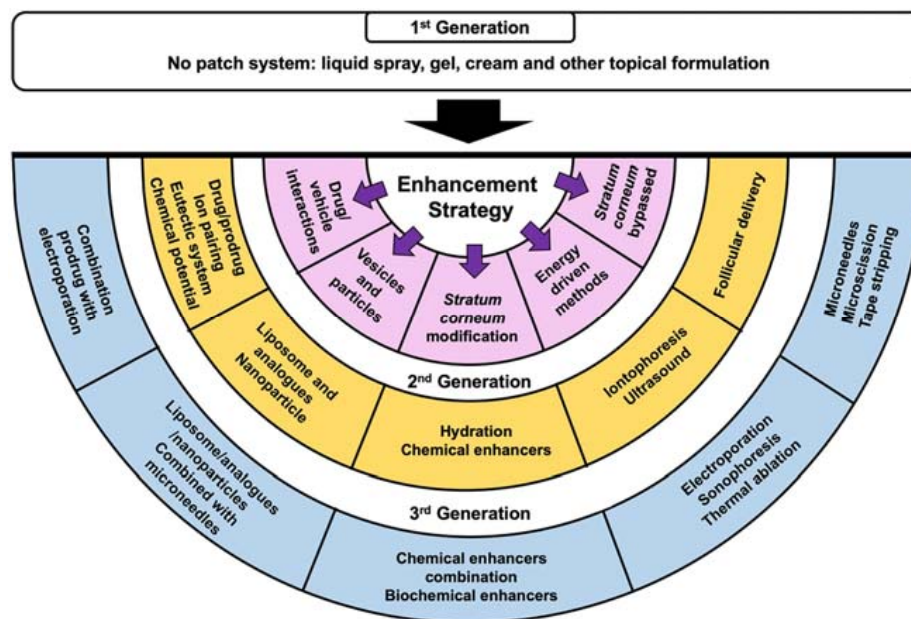 1st Generation
No patch system: liquid spray, gel, cream and other topical formulation
Enhancement
Strategy
Drug/
vehicle
interactions
Vesicles
and
particles
Stratum
corneum
modification
Energy
driven
methods
Stratum
corneum
bypassed
2nd Generation
Drug/prodrug
Ion pairing
Eutectic system
Chemical potential
Liposome and
analogues
Nanoparticle
Hydration
Chemical enhancers
Iontophoresis
Ultrasound
Follicular delivery
3rd Generation
Combination
prodrug with
electroporation
Liposome/analogues
/nanoparticles
Combined with
microneedles
Chemical enhancers
combination
Biochemical enhancers
Electroporation
Sonophoresis
Thermal ablation
Microneedles
Microscission
Tape stripping